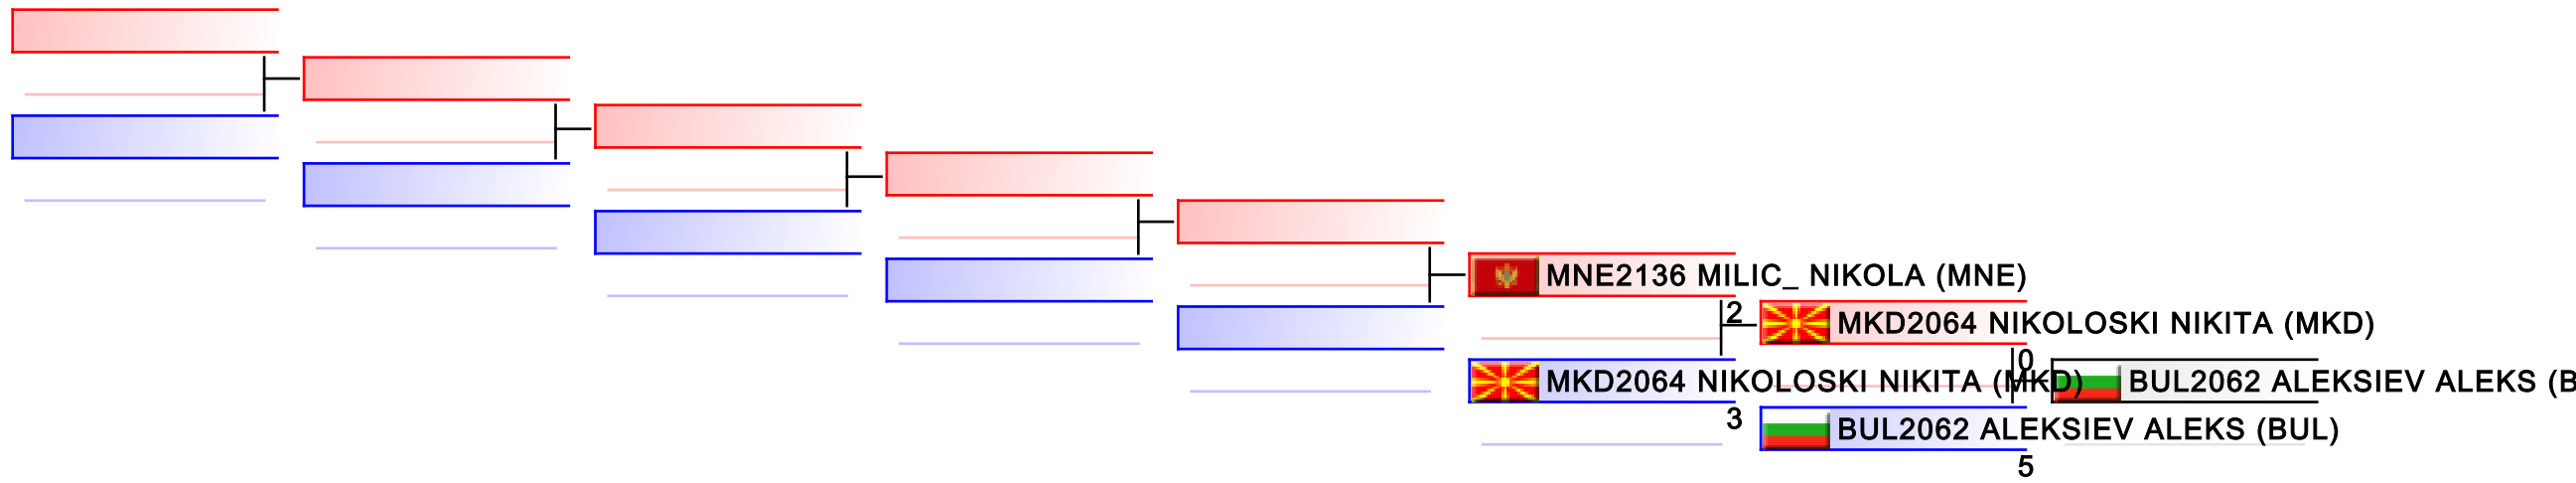 MNE2136 MILIC_ NIKOLA (MNE)
2
MKD2064 NIKOLOSKI NIKITA (MKD)
0
MKD2064 NIKOLOSKI NIKITA (MKD)
BUL2062 ALEKSIEV ALEKS (B
3
BUL2062 ALEKSIEV ALEKS (BUL)
5